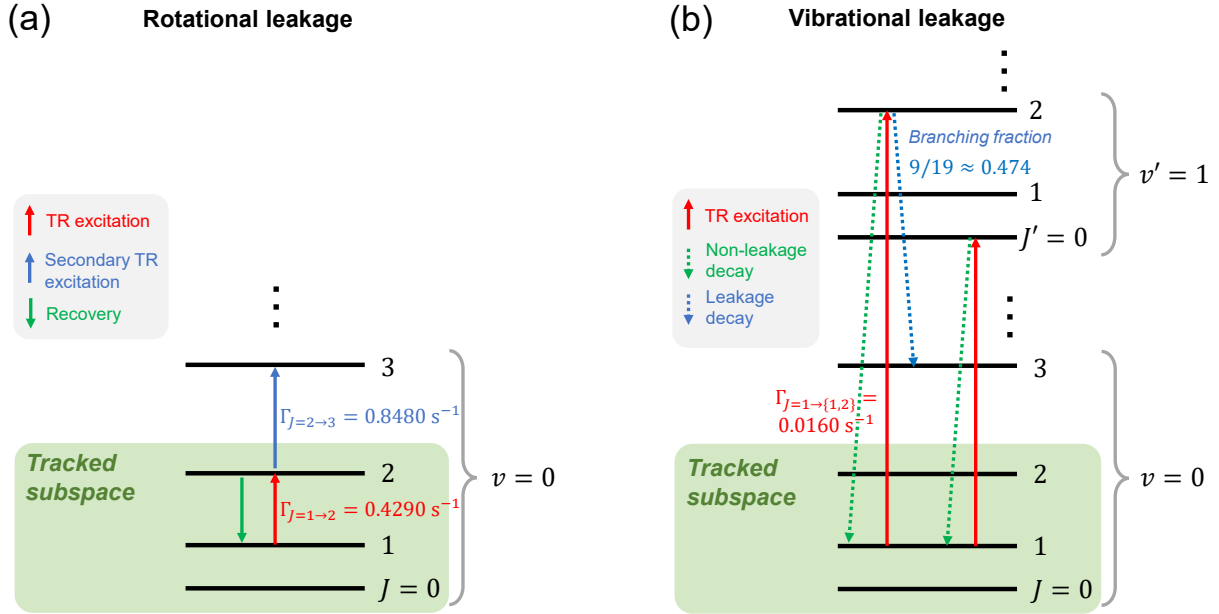 (a)
Rotational leakage
TR excitation
Secondary TR
excitation
Recovery
3
Γ_{J=2→3} = 0.8480 s⁻¹
Tracked
subspace
2
v = 0
Γ_{J=1→2} = 0.4290 s⁻¹
1
J = 0
(b)
Vibrational leakage
2
Branching fraction
9/19 ≈ 0.474
v′ = 1
1
J′ = 0
TR excitation
Non-leakage
decay
Leakage
decay
3
Γ_{J=1→{1,2}} =
0.0160 s⁻¹
Tracked
subspace
2
v = 0
1
J = 0